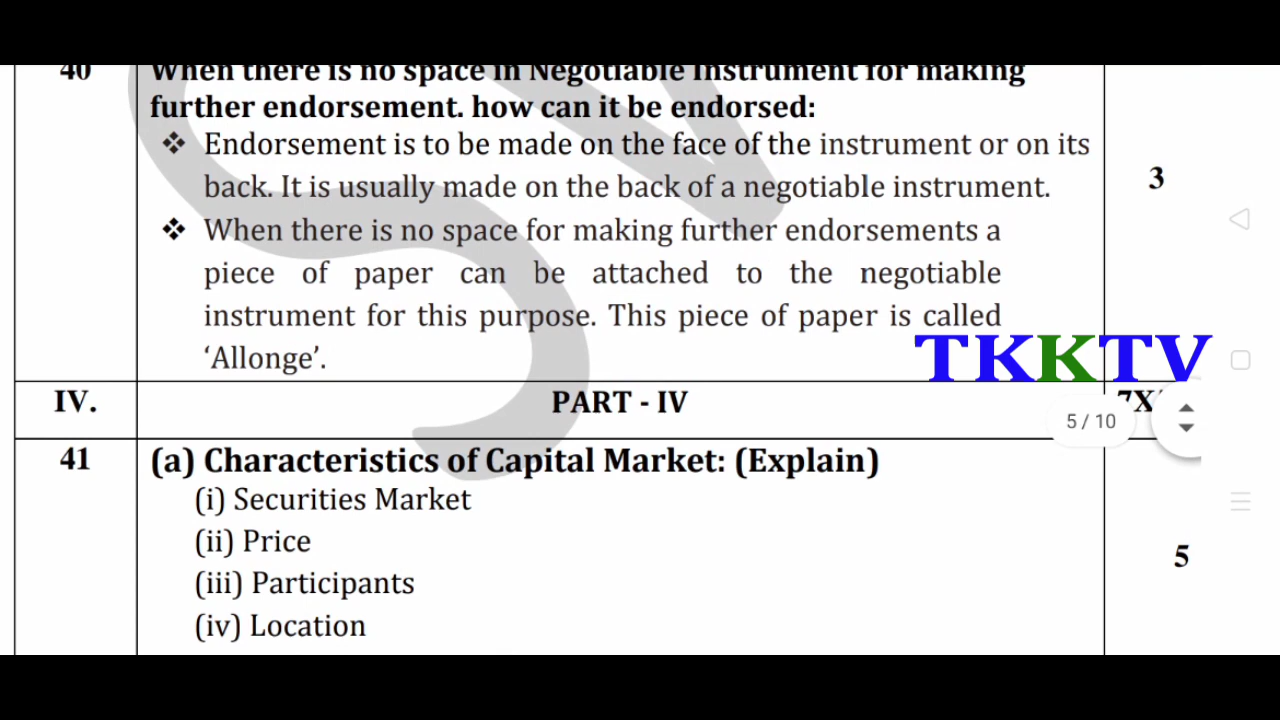 40
When there is no space in Negotiable Instrument for making
further endorsement. how can it be endorsed:
❖ Endorsement is to be made on the face of the instrument or on its
back. It is usually made on the back of a negotiable instrument.
3
❖ When there is no space for making further endorsements a
piece of paper can be attached to the negotiable
instrument for this purpose. This piece of paper is called
‘Allonge’.
TKKTV
IV.
PART - IV
7X
5 / 10
41
(a) Characteristics of Capital Market: (Explain)
(i) Securities Market
(ii) Price
(iii) Participants
(iv) Location
5